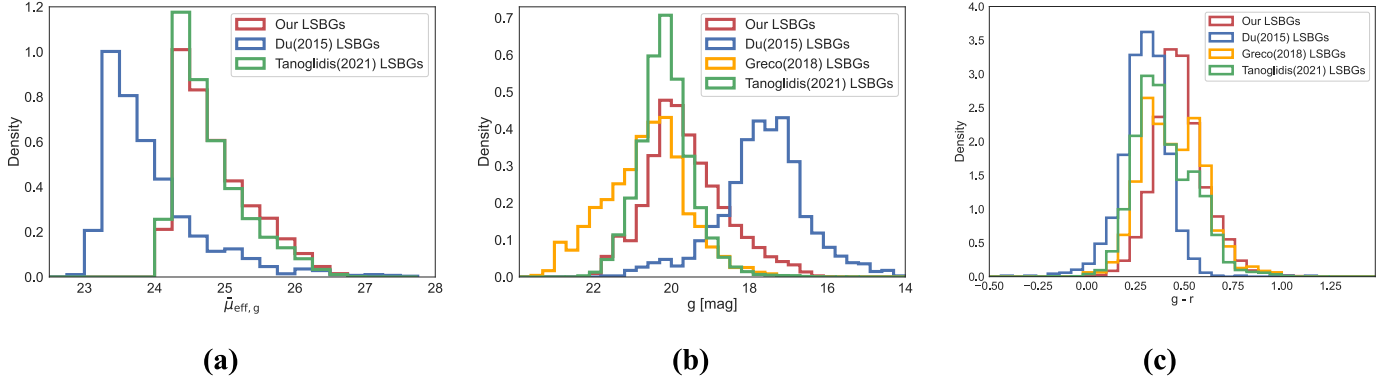 Density
1.2
1.0
0.8
0.6
0.4
0.2
0.0
23
24
25
26
27
28
μ̄eff, g
Our LSBGs
Du(2015) LSBGs
Tanoglidis(2021) LSBGs
(a)
Density
0.7
0.6
0.5
0.4
0.3
0.2
0.1
0.0
22
20
18
16
14
g [mag]
Our LSBGs
Du(2015) LSBGs
Greco(2018) LSBGs
Tanoglidis(2021) LSBGs
(b)
Density
4.0
3.5
3.0
2.5
2.0
1.5
1.0
0.5
0.0
−0.50
−0.25
0.00
0.25
0.50
0.75
1.00
1.25
g - r
Our LSBGs
Du(2015) LSBGs
Greco(2018) LSBGs
Tanoglidis(2021) LSBGs
(c)